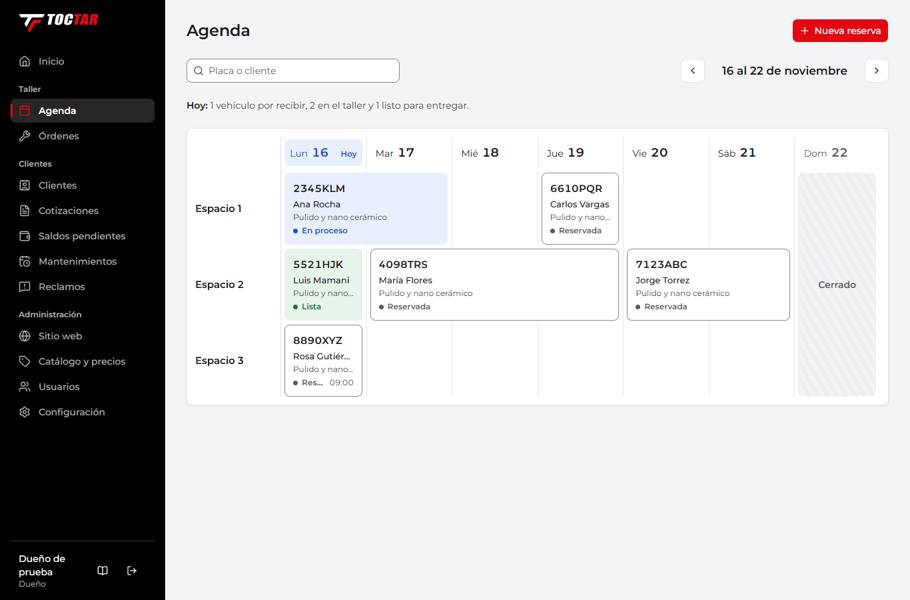 TOCTAR
Inicio
Taller
Agenda
Órdenes
Clientes
Clientes
Cotizaciones
Saldos pendientes
Mantenimientos
Reclamos
Administración
Sitio web
Catálogo y precios
Usuarios
Configuración
Dueño de
prueba
Dueño
Agenda
+ Nueva reserva
Placa o cliente
16 al 22 de noviembre
Hoy: 1 vehículo por recibir, 2 en el taller y 1 listo para entregar.
Lun 16 Hoy Mar 17 Mié 18 Jue 19 Vie 20 Sáb 21 Dom 22
Espacio 1
2345KLM
Ana Rocha
Pulido y nano cerámico
En proceso
6610PQR
Carlos Vargas
Pulido y nano...
Reservada
Espacio 2
5521HJK
Luis Mamani
Pulido y nano...
Lista
4098TRS
María Flores
Pulido y nano cerámico
Reservada
7123ABC
Jorge Torrez
Pulido y nano cerámico
Reservada
Cerrado
Espacio 3
8890XYZ
Rosa Gutiér...
Pulido y nano...
Res... 09:00